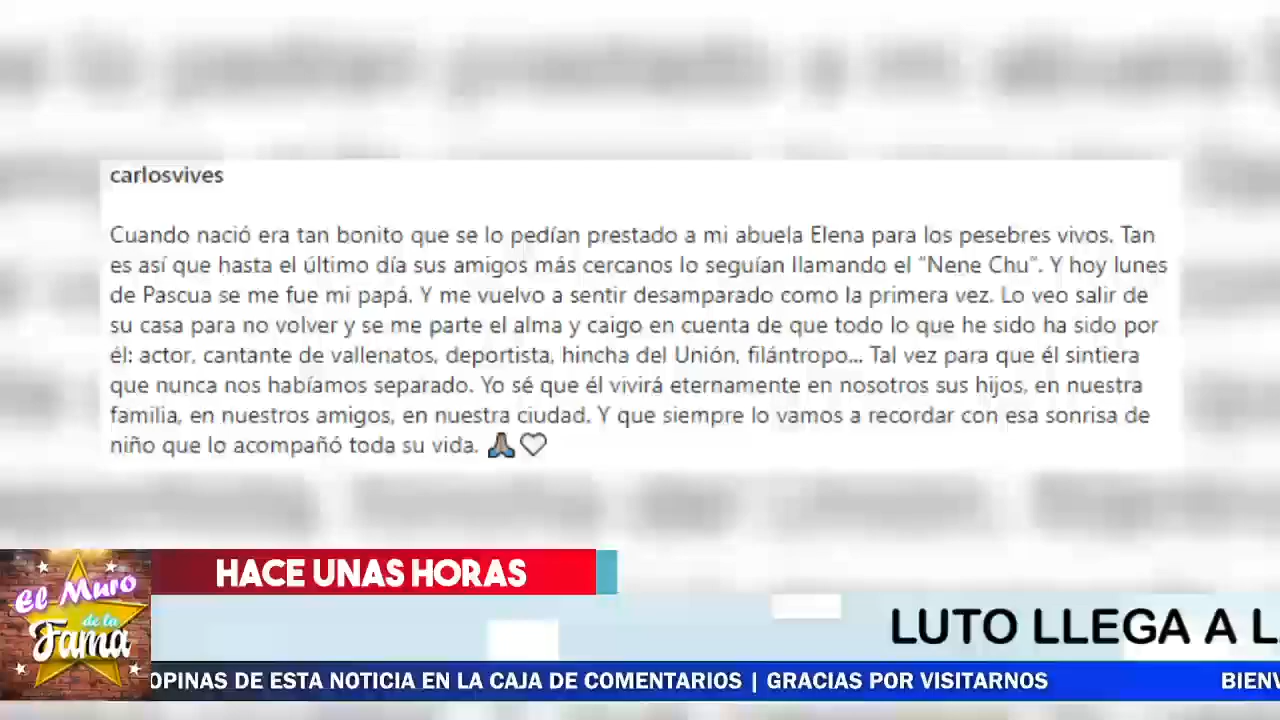 carlosvives
Cuando nació era tan bonito que se lo pedían prestado a mi abuela Elena para los pesebres vivos. Tan
es así que hasta el último día sus amigos más cercanos lo seguían llamando el "Nene Chu". Y hoy lunes
de Pascua se me fue mi papá. Y me vuelvo a sentir desamparado como la primera vez. Lo veo salir de
su casa para no volver y se me parte el alma y caigo en cuenta de que todo lo que he sido ha sido por
él: actor, cantante de vallenatos, deportista, hincha del Unión, filántropo... Tal vez para que él sintiera
que nunca nos habíamos separado. Yo sé que él vivirá eternamente en nosotros sus hijos, en nuestra
familia, en nuestros amigos, en nuestra ciudad. Y que siempre lo vamos a recordar con esa sonrisa de
niño que lo acompañó toda su vida. 🙏🏽🤍
HACE UNAS HORAS
El Muro
de la
Fama
LUTO LLEGA A L
OPINAS DE ESTA NOTICIA EN LA CAJA DE COMENTARIOS | GRACIAS POR VISITARNOS BIENV